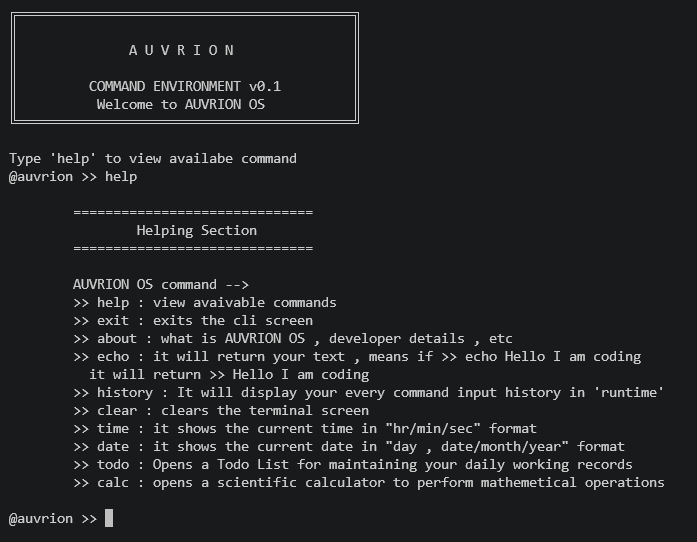 A U V R I O N
COMMAND ENVIRONMENT v0.1
Welcome to AUVRION OS
Type 'help' to view availabe command
@auvrion >> help
==============================
Helping Section
==============================
AUVRION OS command -->
>> help : view avaivable commands
>> exit : exits the cli screen
>> about : what is AUVRION OS , developer details , etc
>> echo : it will return your text , means if >> echo Hello I am coding
it will return >> Hello I am coding
>> history : It will display your every command input history in 'runtime'
>> clear : clears the terminal screen
>> time : it shows the current time in "hr/min/sec" format
>> date : it shows the current date in "day , date/month/year" format
>> todo : Opens a Todo List for maintaining your daily working records
>> calc : opens a scientific calculator to perform mathemetical operations
@auvrion >>